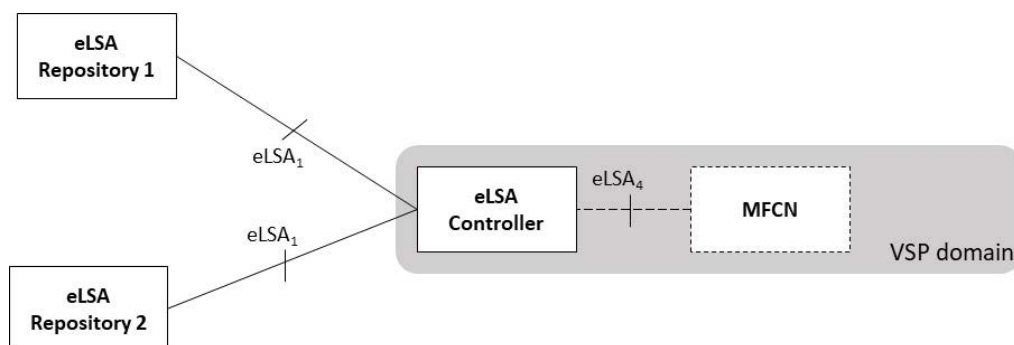 eLSA
Repository 1
eLSA₁
eLSA
Controller
eLSA₄
MFCN
VSP domain
eLSA₁
eLSA
Repository 2